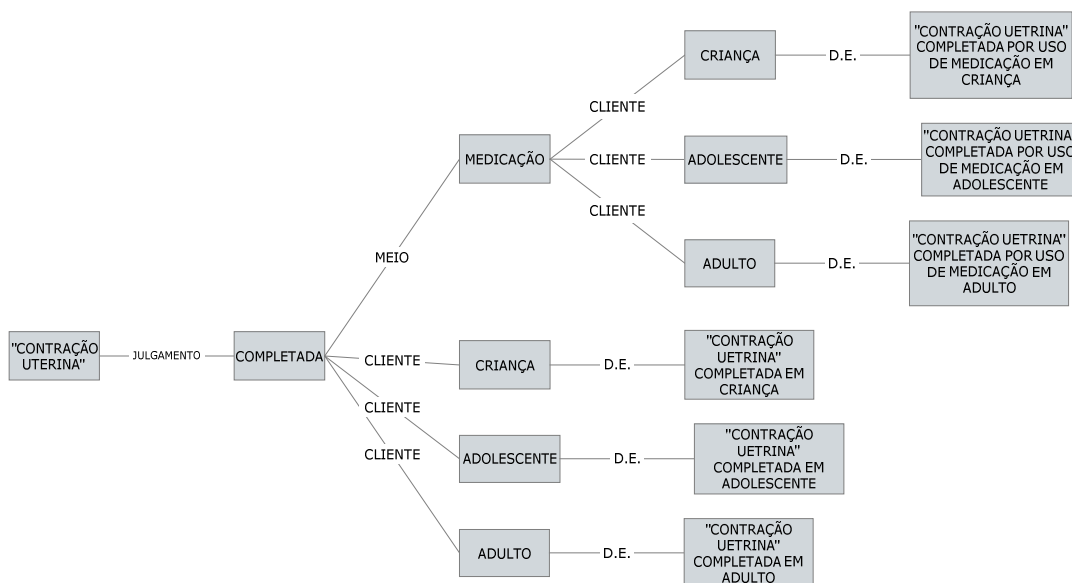 "CONTRAÇÃO
UTERINA"
JULGAMENTO
COMPLETADA
MEIO
MEDICAÇÃO
CLIENTE
CRIANÇA
D.E.
"CONTRAÇÃO UETRINA"
COMPLETADA POR USO
DE MEDICAÇÃO EM
CRIANÇA
CLIENTE
ADOLESCENTE
D.E.
"CONTRAÇÃO UETRINA
COMPLETADA POR USO
DE MEDICAÇÃO EM
ADOLESCENTE
CLIENTE
ADULTO
D.E.
"CONTRAÇÃO UETRINA"
COMPLETADA POR USO
DE MEDICAÇÃO EM
ADULTO
CLIENTE
CRIANÇA
D.E.
"CONTRAÇÃO
UETRINA"
COMPLETADA EM
CRIANÇA
CLIENTE
ADOLESCENTE
D.E.
"CONTRAÇÃO
UETRINA"
COMPLETADA EM
ADOLESCENTE
CLIENTE
ADULTO
D.E.
"CONTRAÇÃO
UETRINA"
COMPLETADA EM
ADULTO